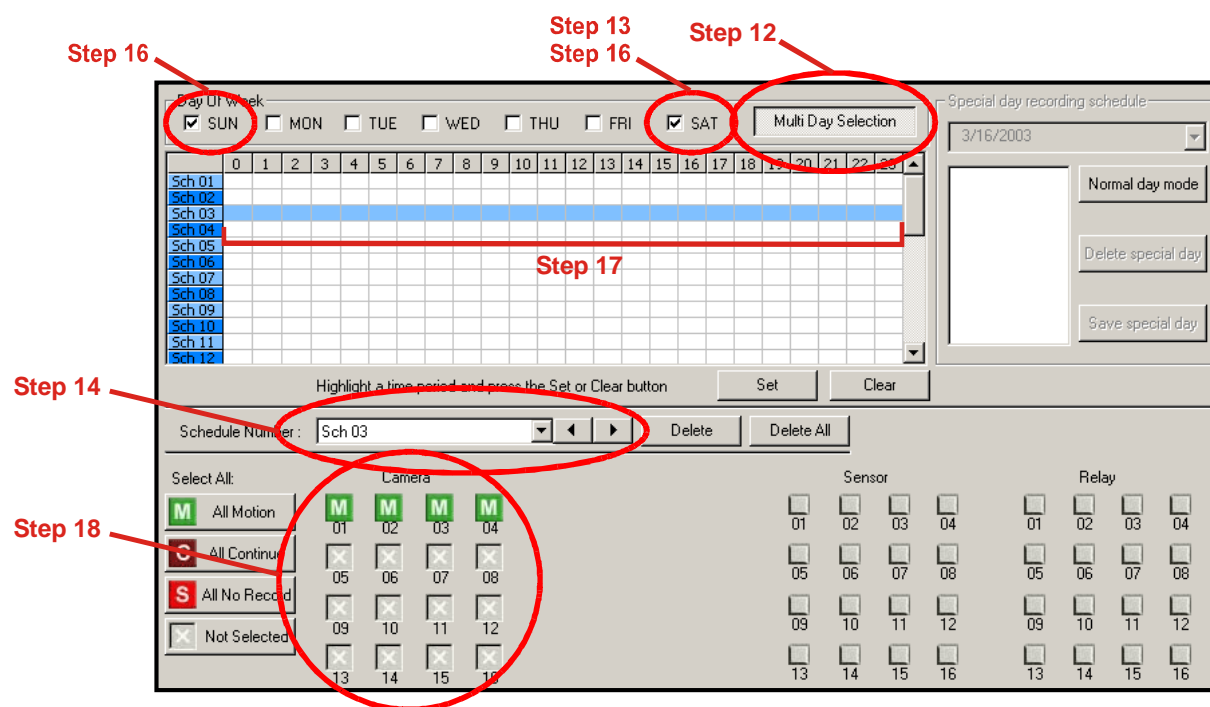 Step 16
Step 13
Step 16
Step 12
Day Of Week
SUN MON TUE WED THU FRI SAT Multi Day Selection
0 1 2 3 4 5 6 7 8 9 10 11 12 13 14 15 16 17 18 19 20 21 22 23
Sch 01
Sch 02
Sch 03
Sch 04
Sch 05
Sch 06
Sch 07
Sch 08
Sch 09
Sch 10
Sch 11
Sch 12
Step 17
Special day recording schedule
3/16/2003
Normal day mode
Delete special day
Save special day
Highlight a time period and press the Set or Clear button Set Clear
Step 14
Schedule Number : Sch 03 Delete Delete All
Select All:
M All Motion
C All Continue
S All No Record
Not Selected
Step 18
Camera
M M M M
01 02 03 04
05 06 07 08
09 10 11 12
13 14 15 16
Sensor
01 02 03 04
05 06 07 08
09 10 11 12
13 14 15 16
Relay
01 02 03 04
05 06 07 08
09 10 11 12
13 14 15 16